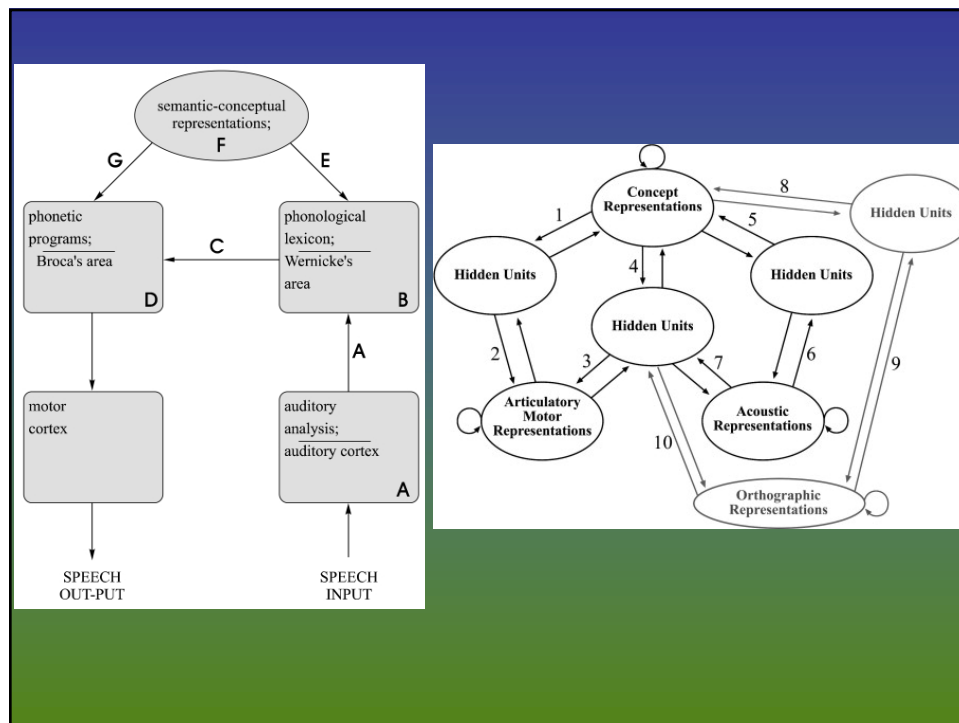 semantic-conceptual
representations;
F
G
E
phonetic
programs;
Broca's area
D
C
phonological
lexicon;
Wernicke's
area
B
A
motor
cortex
auditory
analysis;
auditory cortex
A
SPEECH
OUT-PUT
SPEECH
INPUT
Concept
Representations
8
Hidden Units
1
5
4
Hidden Units
Hidden Units
Hidden Units
2
3
7
6
9
Articulatory
Motor
Representations
Acoustic
Representations
10
Orthographic
Representations